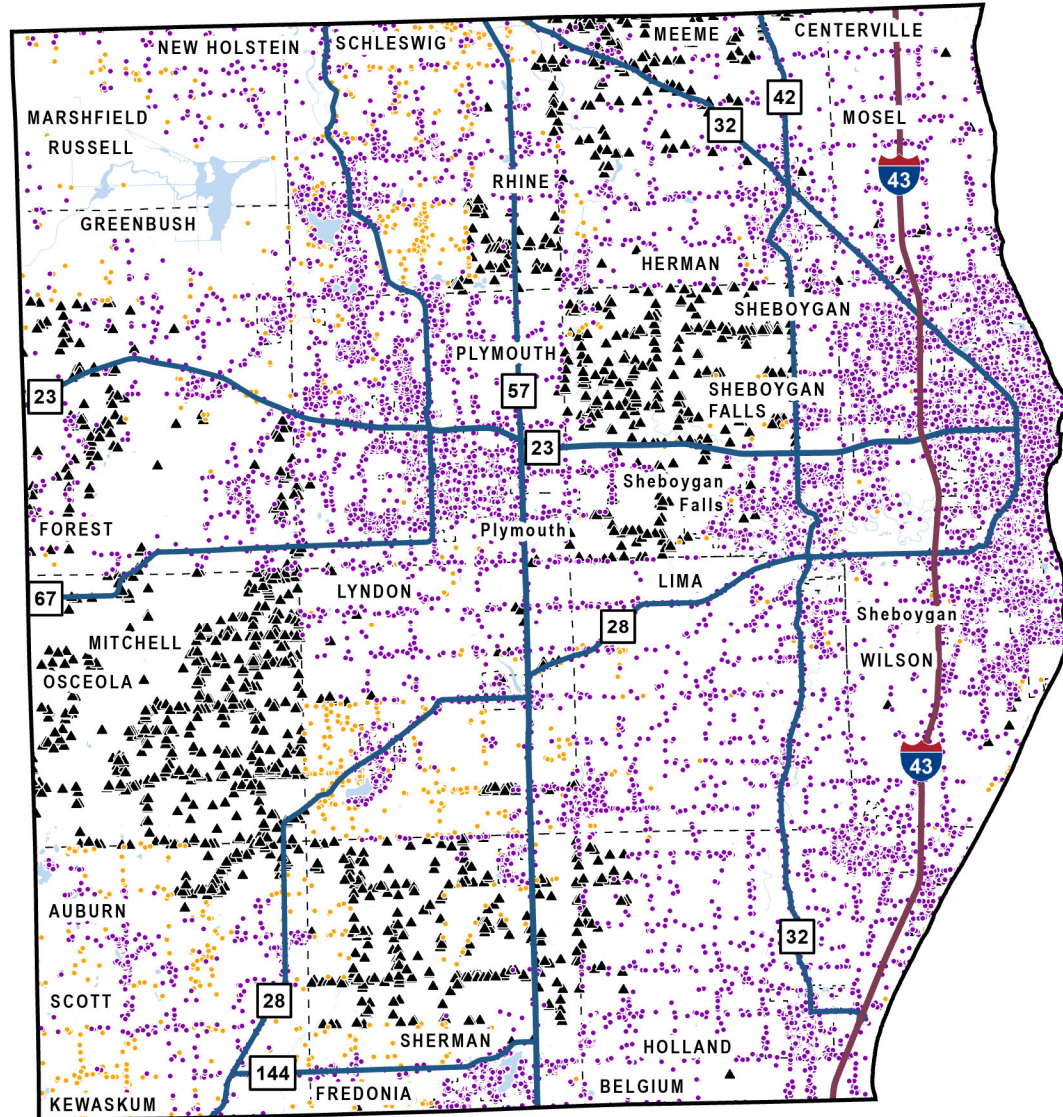 NEW HOLSTEIN
SCHLESWIG
MEEME
CENTERVILLE
42
32
MOSEL
MARSHFIELD
RUSSELL
43
RHINE
GREENBUSH
HERMAN
SHEBOYGAN
PLYMOUTH
57
23
SHEBOYGAN
FALLS
23
Sheboygan
Falls
FOREST
Plymouth
67
LYNDON
LIMA
28
Sheboygan
MITCHELL
OSCEOLA
WILSON
43
AUBURN
32
SCOTT
28
SHERMAN
HOLLAND
144
FREDONIA
BELGIUM
KEWASKUM